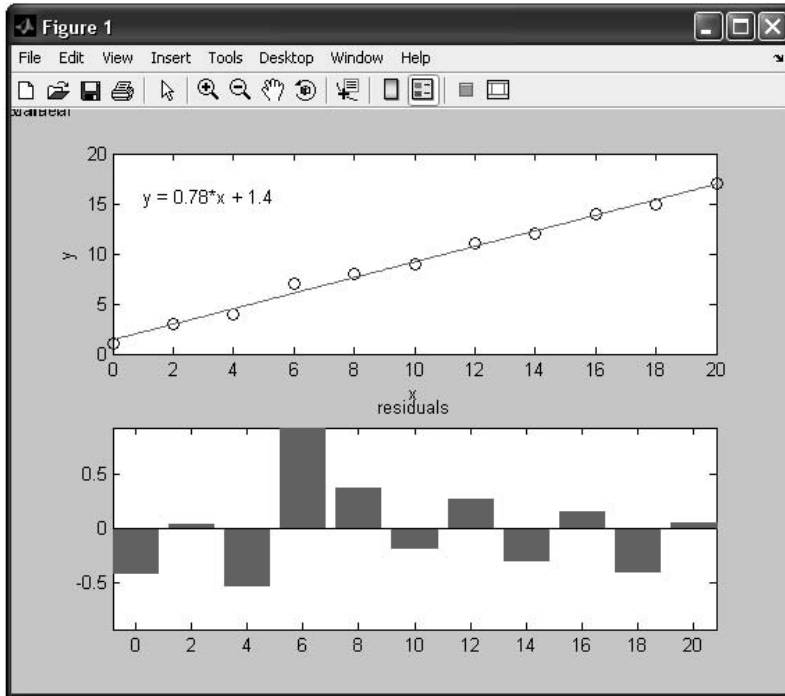 Figure 1
File Edit View Insert Tools Desktop Window Help
20
15
10
5
0
y
y = 0.78*x + 1.4
0 2 4 6 8 10 12 14 16 18 20
x
residuals
0.5
0
-0.5
0 2 4 6 8 10 12 14 16 18 20